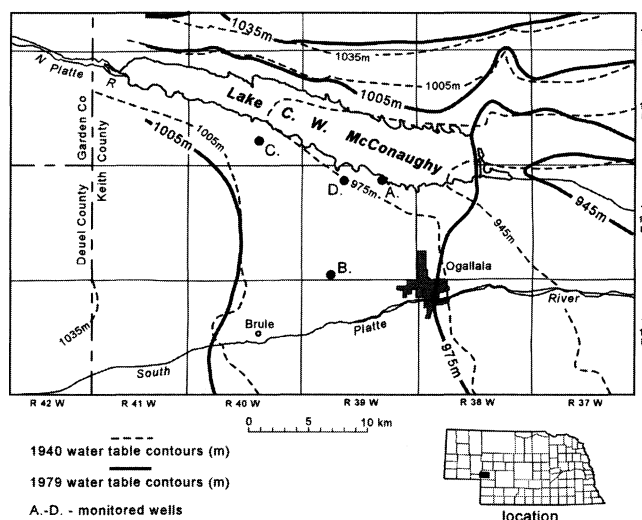 1035m
1035m
1005m
1005m
N Platte
R
Lake C. W. McConaughy
Garden Co
Keith County
Deuel County
1005m
1005m
C.
D.
A.
975m
945m
945m
B.
Ogallala
1035m
Brule
South Platte River
975m
R 42 W R 41 W R 40 W R 39 W R 38 W R 37 W
0 5 10 km
1940 water table contours (m)
1979 water table contours (m)
A.-D. - monitored wells
location